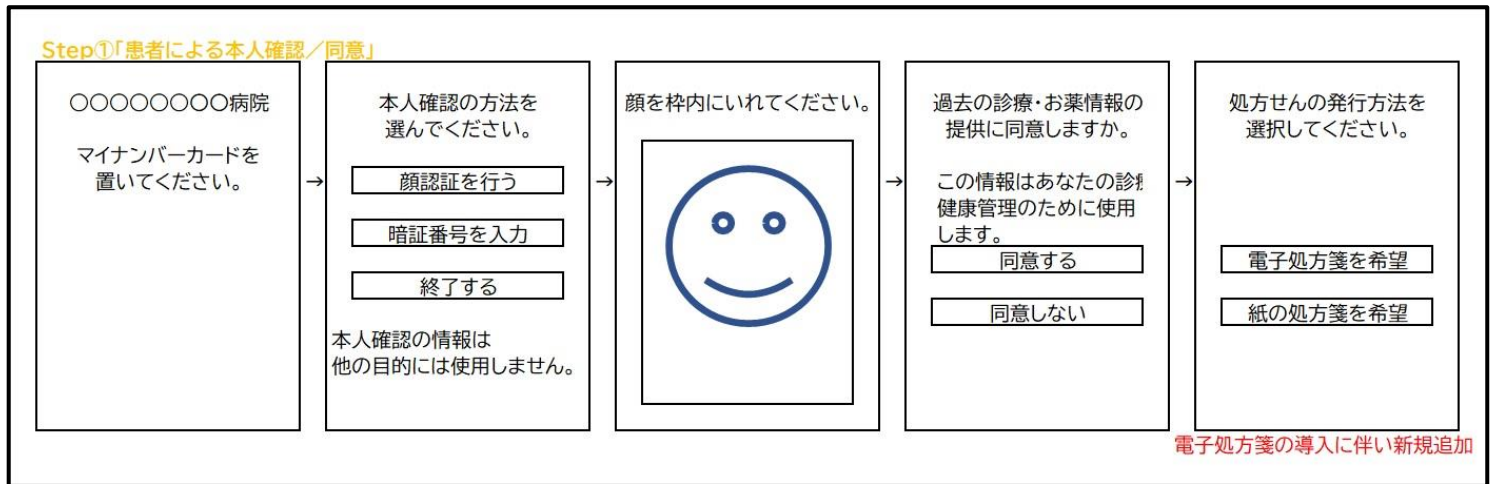 Step①「患者による本人確認／同意」
〇〇〇〇〇〇〇〇病院
マイナンバーカードを
置いてください。
→
本人確認の方法を
選んでください。
顔認証を行う
暗証番号を入力
終了する
本人確認の情報は
他の目的には使用しません。
→
顔を枠内にいれてください。
→
過去の診療・お薬情報の
提供に同意しますか。
この情報はあなたの診
健康管理のために使用
します。
同意する
同意しない
→
処方せんの発行方法を
選択してください。
電子処方箋を希望
紙の処方箋を希望
電子処方箋の導入に伴い新規追加